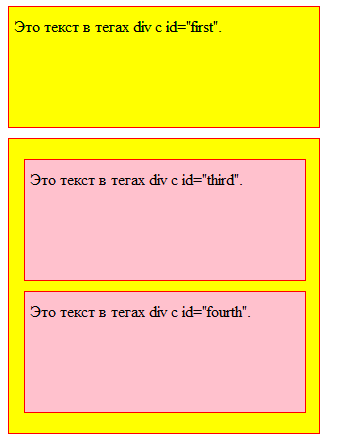 Это текст в тегах div с id="first".
Это текст в тегах div с id="third".
Это текст в тегах div с id="fourth".